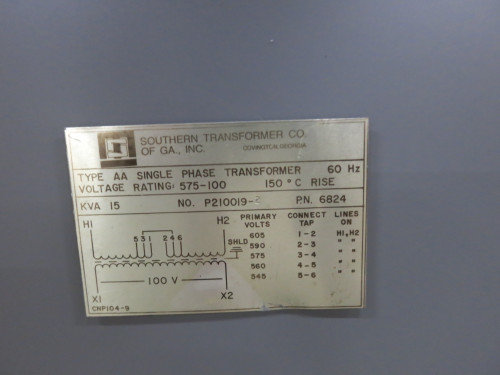 SOUTHERN TRANSFORMER CO.
OF GA., INC. COVINGTON, GEORGIA
TYPE AA SINGLE PHASE TRANSFORMER 60 Hz
VOLTAGE RATING: 575-100 150°C RISE
KVA 15 NO. P210019- P.N. 6824
H1 H2
5 3 1 2 4 6
SHLD
100 V
X1 X2
CNP104-9
PRIMARY VOLTS CONNECT TAP LINES ON
605 1-2 H1, H2
590 2-3 " "
575 3-4 " "
560 4-5 " "
545 5-6 " "